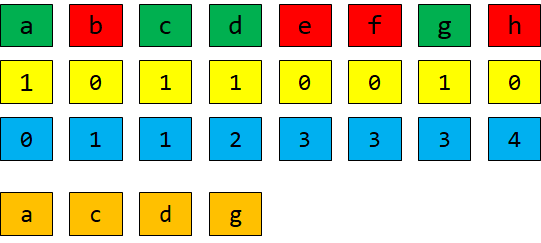 a b c d e f g h
1 0 1 1 0 0 1 0
0 1 1 2 3 3 3 4
a c d g